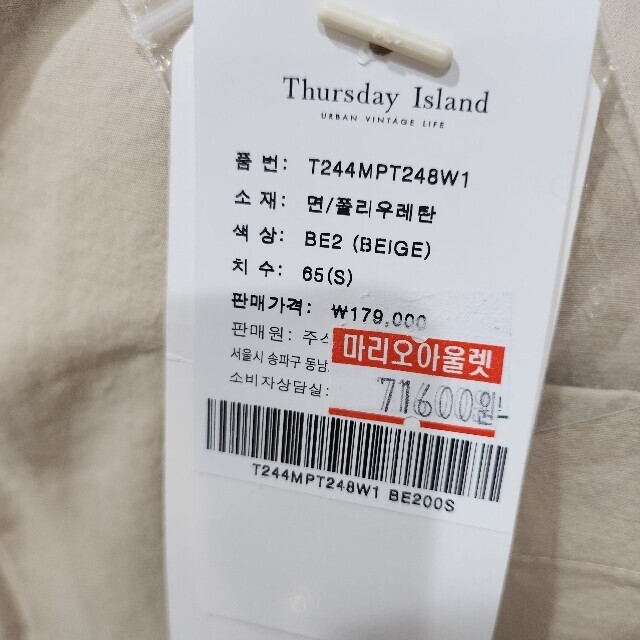 Thursday Island
URBAN VINTAGE LIFE
품 번: T244MPT248W1
소 재: 면/폴리우레탄
색 상: BE2 (BEIGE)
치 수: 65(S)
판매가격: ₩179,000
판매원: 주식
마리오아울렛
서울시 송파구 동남
71600원
소비자상담실:
T244MPT248W1 BE200S